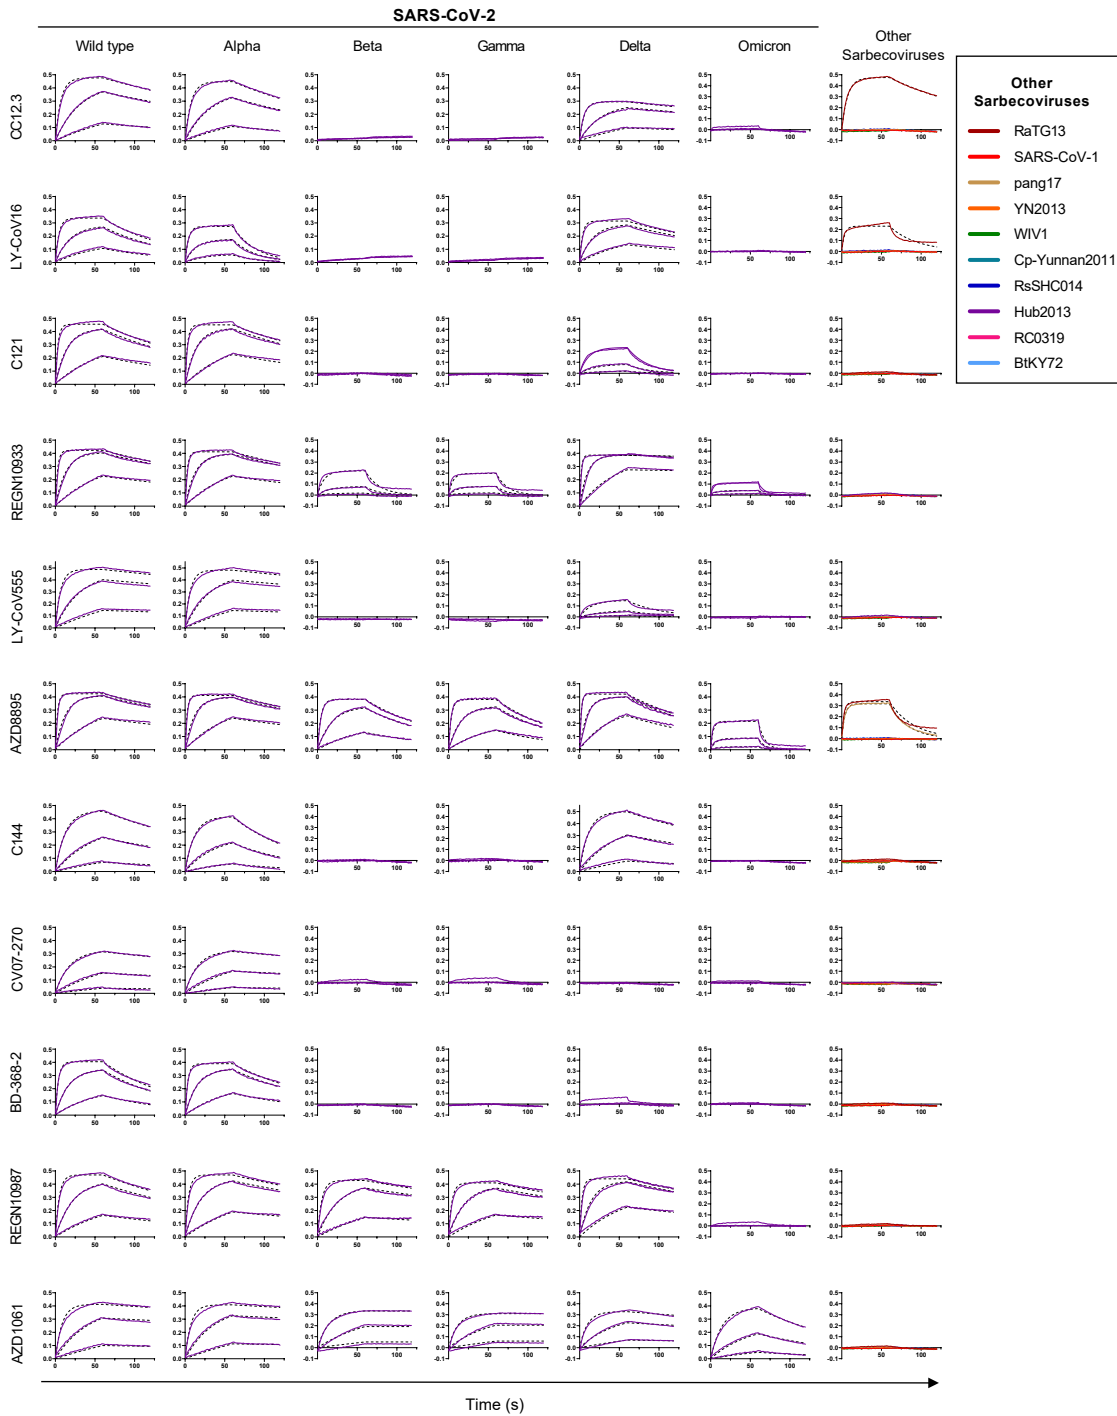 SARS-CoV-2
Wild type Alpha Beta Gamma Delta Omicron Other Sarbecoviruses
Other
Sarbecoviruses
RaTG13
SARS-CoV-1
pang17
YN2013
WIV1
Cp-Yunnan2011
RsSHC014
Hub2013
RC0319
BtKY72
CC12.3
LY-CoV16
C121
REGN10933
LY-CoV555
AZD8895
C144
CV07-270
BD-368-2
REGN10987
AZD1061
Time (s)